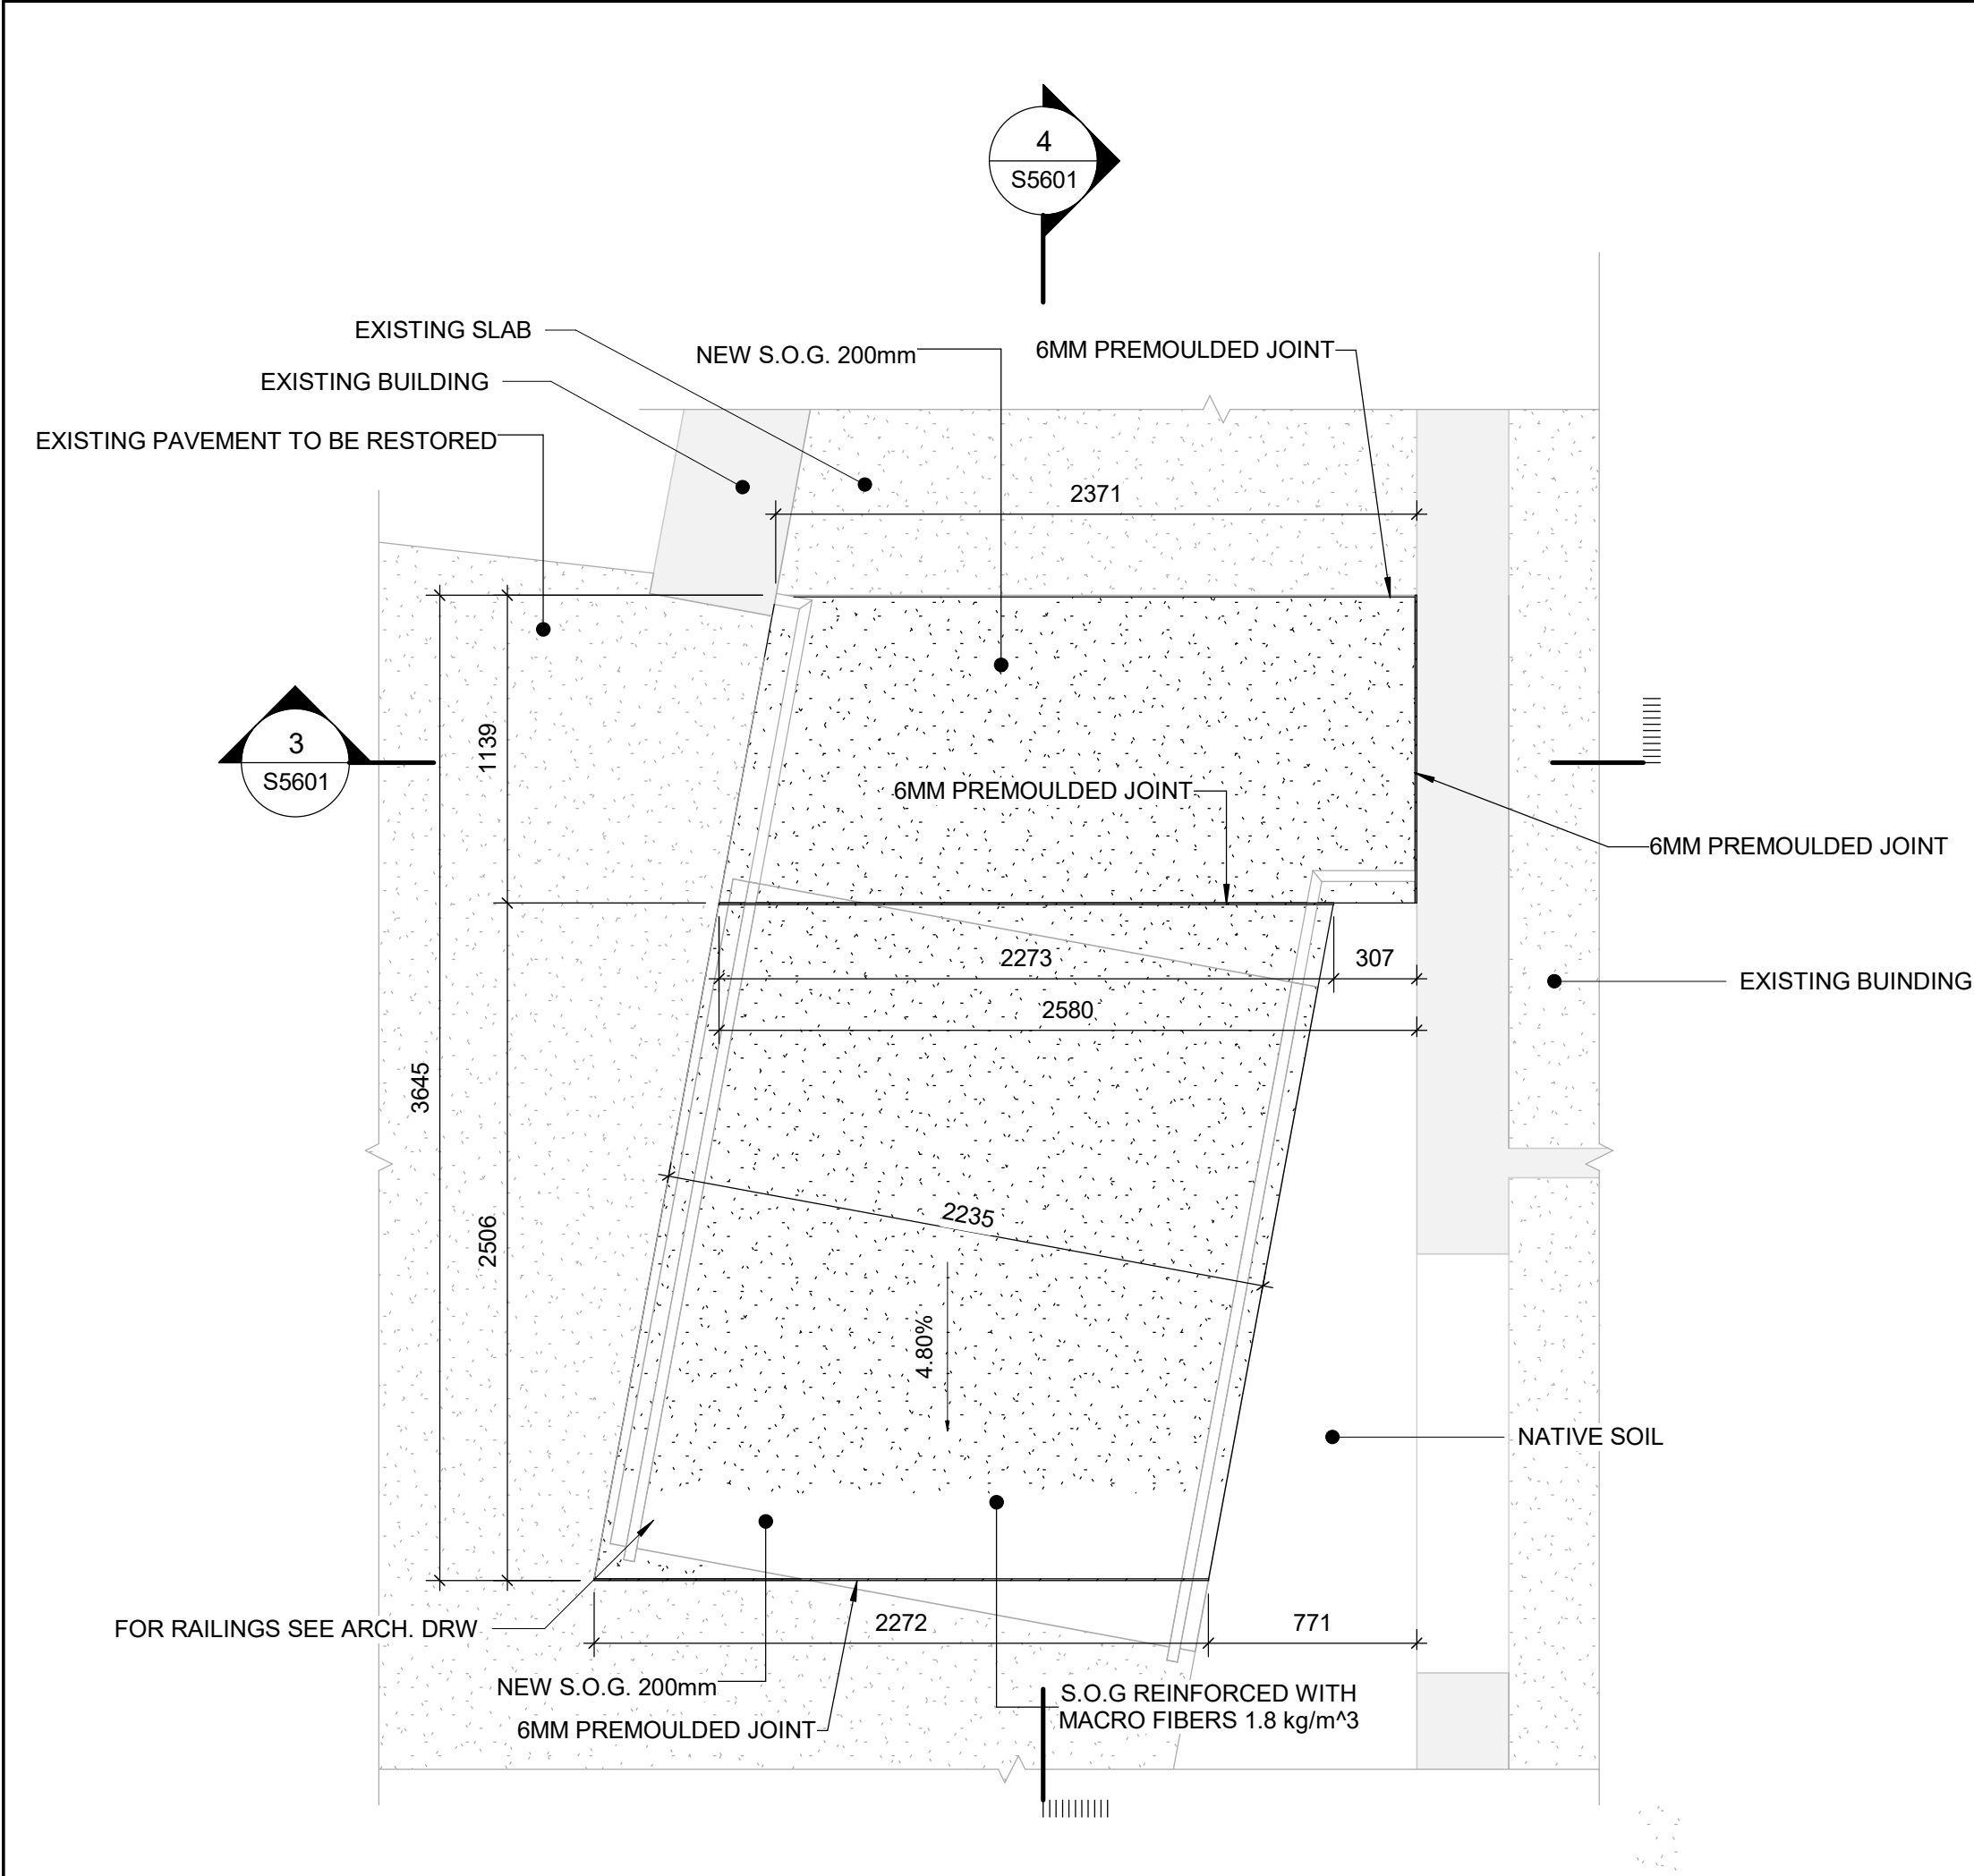 4
S5601
EXISTING SLAB
NEW S.O.G. 200mm
6MM PREMOULDED JOINT
EXISTING BUILDING
EXISTING PAVEMENT TO BE RESTORED
2371
3
S5601
1139
6MM PREMOULDED JOINT
6MM PREMOULDED JOINT
2273
307
EXISTING BUINDING
2580
3645
2506
2235
4.80%
NATIVE SOIL
FOR RAILINGS SEE ARCH. DRW
2272
771
NEW S.O.G. 200mm
S.O.G REINFORCED WITH
MACRO FIBERS 1.8 kg/m^3
6MM PREMOULDED JOINT